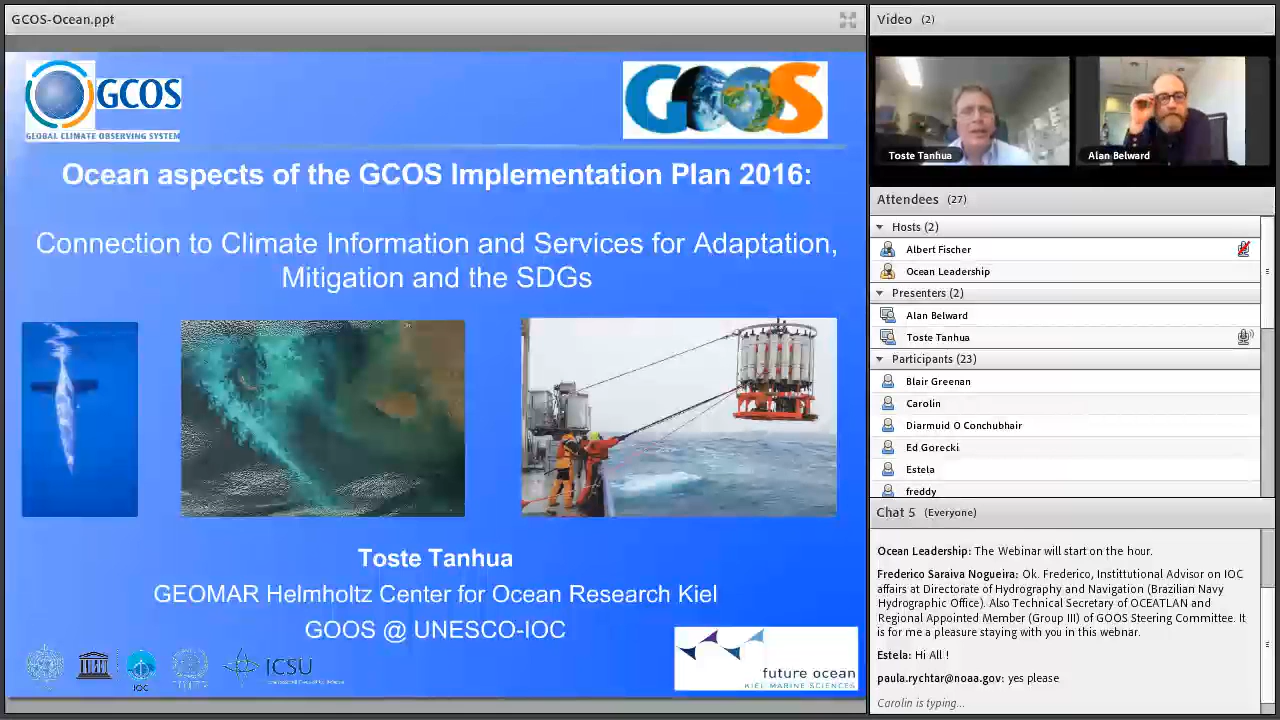 GCOS-Ocean.ppt
GCOS
GLOBAL CLIMATE OBSERVING SYSTEM
GOOS
Ocean aspects of the GCOS Implementation Plan 2016:
Connection to Climate Information and Services for Adaptation,
Mitigation and the SDGs
Toste Tanhua
GEOMAR Helmholtz Center for Ocean Research Kiel
GOOS @ UNESCO-IOC
IOC
ICSU
future ocean
KIEL MARINE SCIENCES
Video (2)
Toste Tanhua
Alan Belward
Attendees (27)
Hosts (2)
Albert Fischer
Ocean Leadership
Presenters (2)
Alan Belward
Toste Tanhua
Participants (23)
Blair Greenan
Carolin
Diarmuid O Conchubhair
Ed Gorecki
Estela
freddy
Chat 5 (Everyone)
Ocean Leadership: The Webinar will start on the hour.
Frederico Saraiva Nogueira: Ok. Frederico, Instittutional Advisor on IOC
affairs at Directorate of Hydrography and Navigation (Brazilian Navy
Hydrographic Office). Also Technical Secretary of OCEATLAN and
Regional Appointed Member (Group III) of GOOS Steering Committee. It
is for me a pleasure staying with you in this webinar.
Estela: Hi All !
paula.rychtar@noaa.gov: yes please
Carolin is typing...